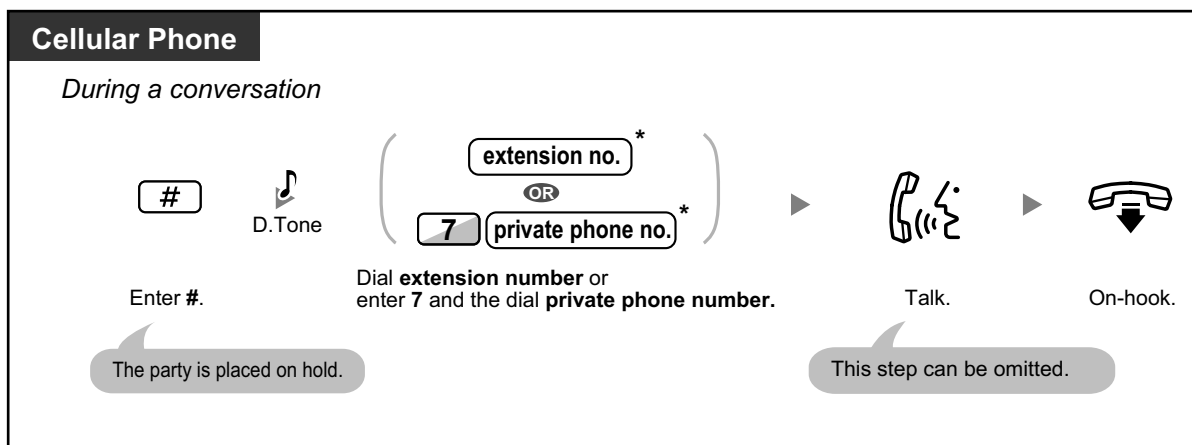 Cellular Phone
During a conversation
#
D.Tone
extension no.*
OR
7 private phone no.*
Enter #.
Dial extension number or
enter 7 and the dial private phone number.
Talk.
On-hook.
The party is placed on hold.
This step can be omitted.